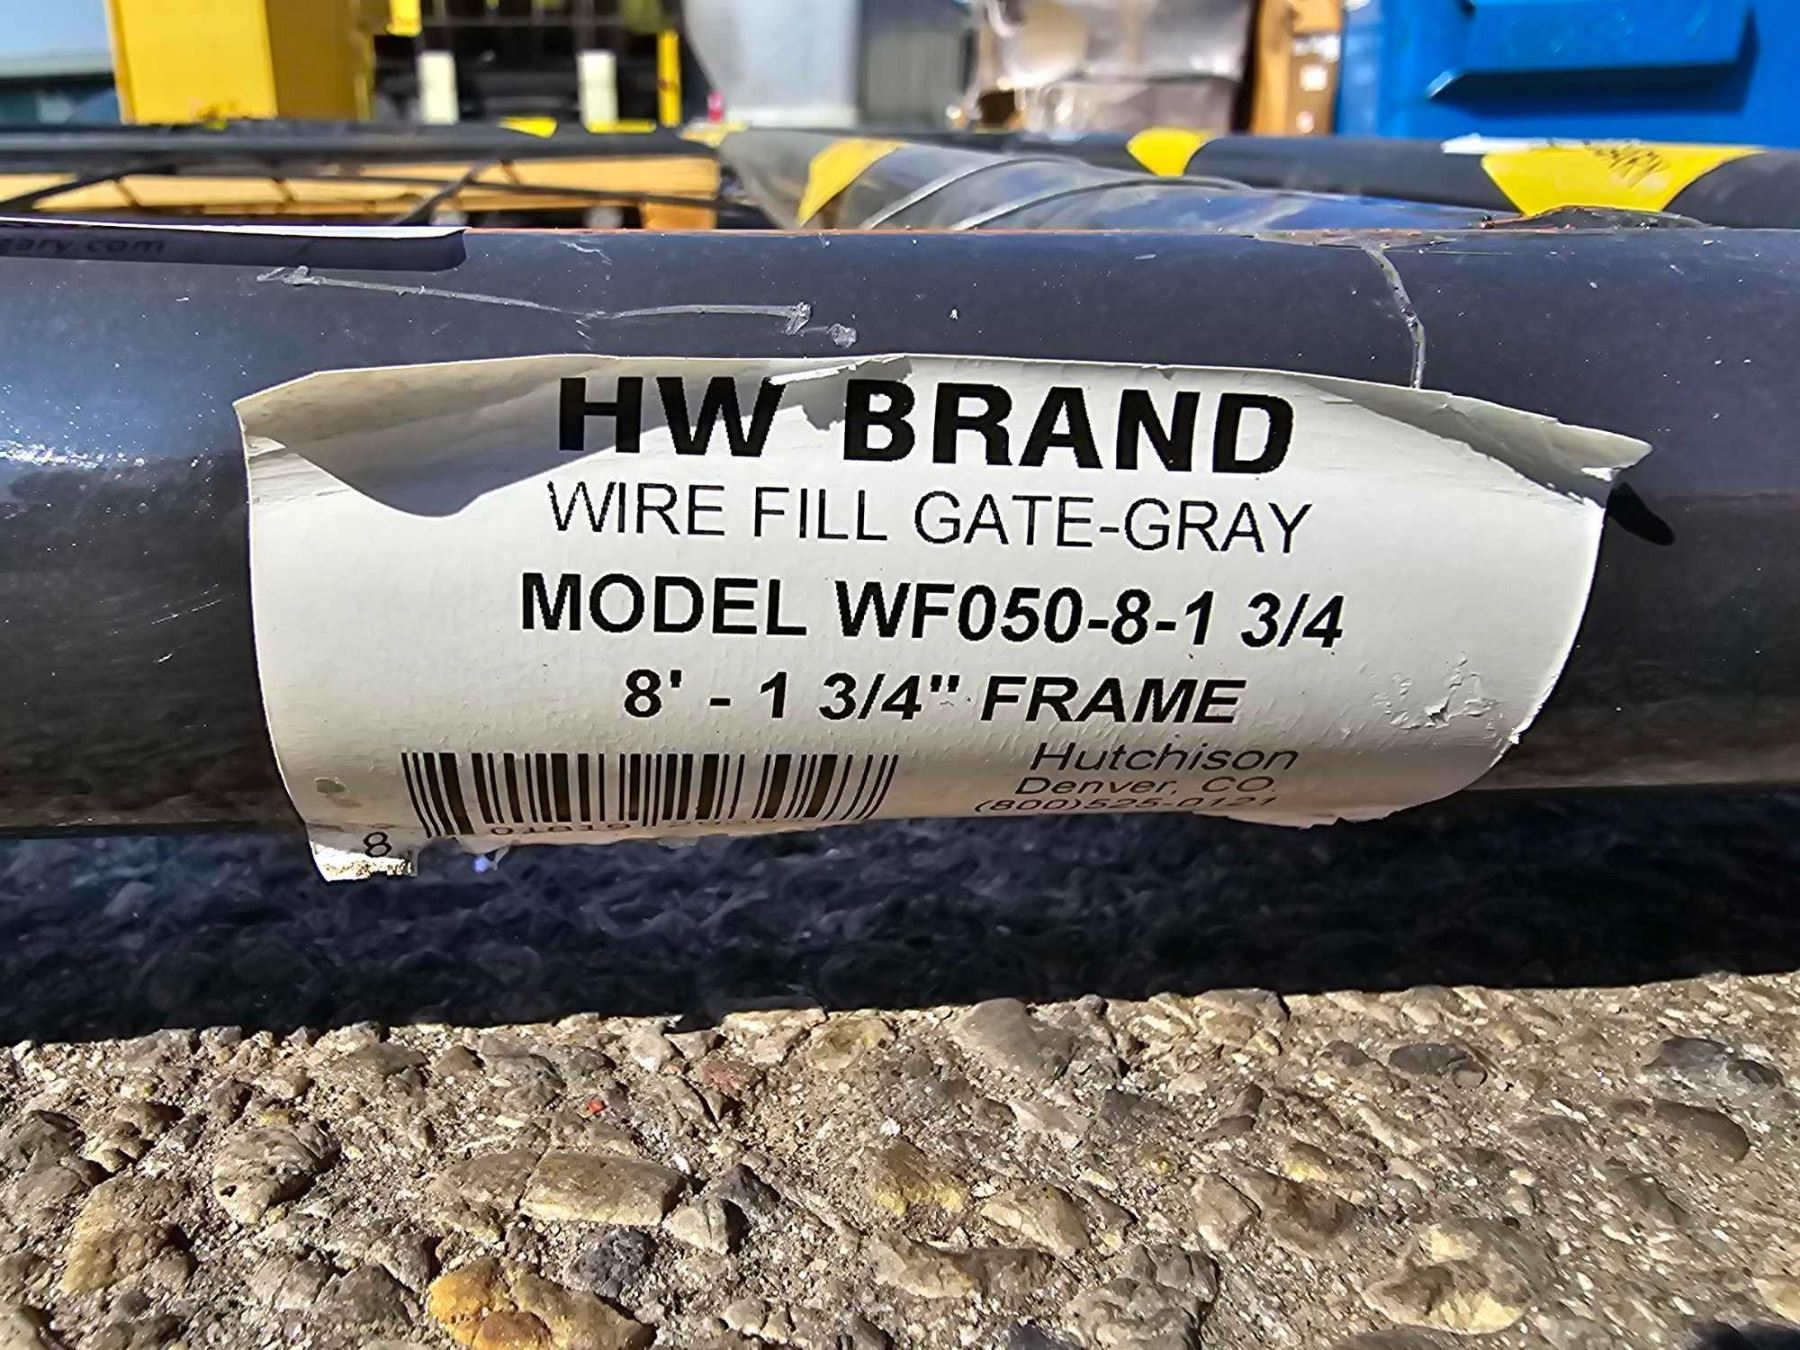 HW BRAND
WIRE FILL GATE-GRAY
MODEL WF050-8-1 3/4
8' - 1 3/4" FRAME
Hutchison
Denver, CO.
(800)525-0121
8